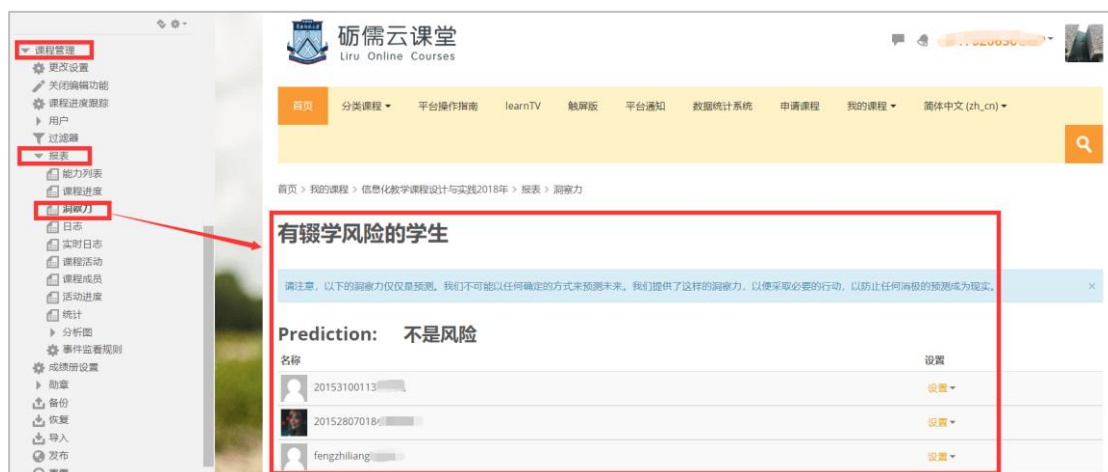 课程管理
更改设置
关闭编辑功能
课程进度跟踪
用户
过滤器
报表
能力列表
课程进度
洞察力
日志
实时日志
课程活动
课程成员
活动进度
统计
分析图
事件监看规则
成绩册设置
勋章
备份
恢复
导入
发布
砺儒云课堂
Liru Online Courses
首页 分类课程 平台操作指南 learnTV 触屏版 平台通知 数据统计系统 申请课程 我的课程 简体中文 (zh_cn)
首页 > 我的课程 > 信息化教学课程设计与实践2018年 > 报表 > 洞察力
有辍学风险的学生
请注意，以下的洞察力仅仅是预测。我们不可能以任何确定的方式来预测未来。我们提供了这样的洞察力，以便采取必要的行动，以防止任何消极的预测成为现实。 ×
Prediction: 不是风险
名称 设置
20153100113 设置
20152807018 设置
fengzhiliang 设置